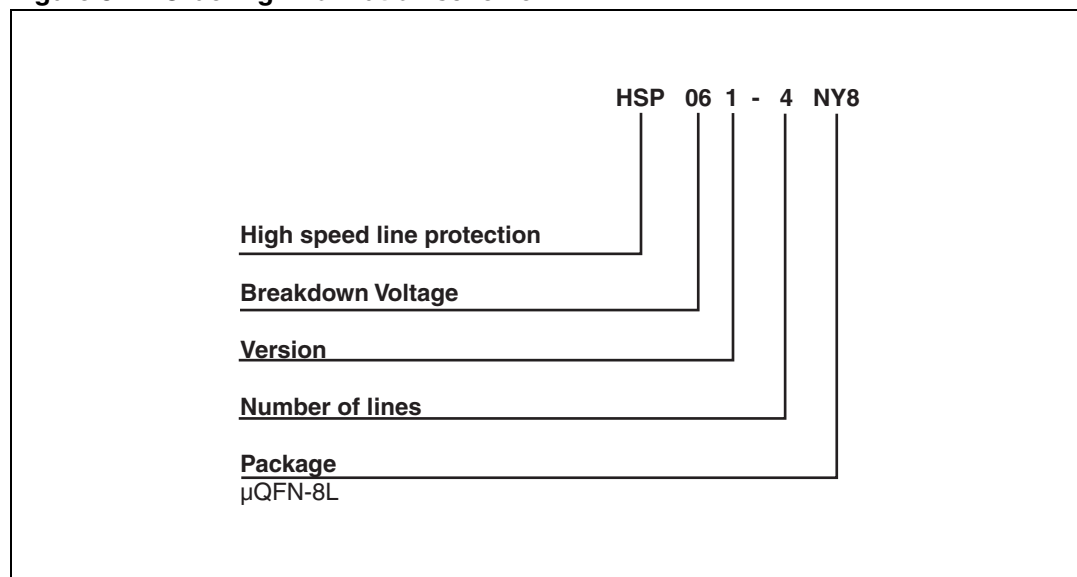 HSP 06 1 - 4 NY8
High speed line protection
Breakdown Voltage
Version
Number of lines
Package
µQFN-8L